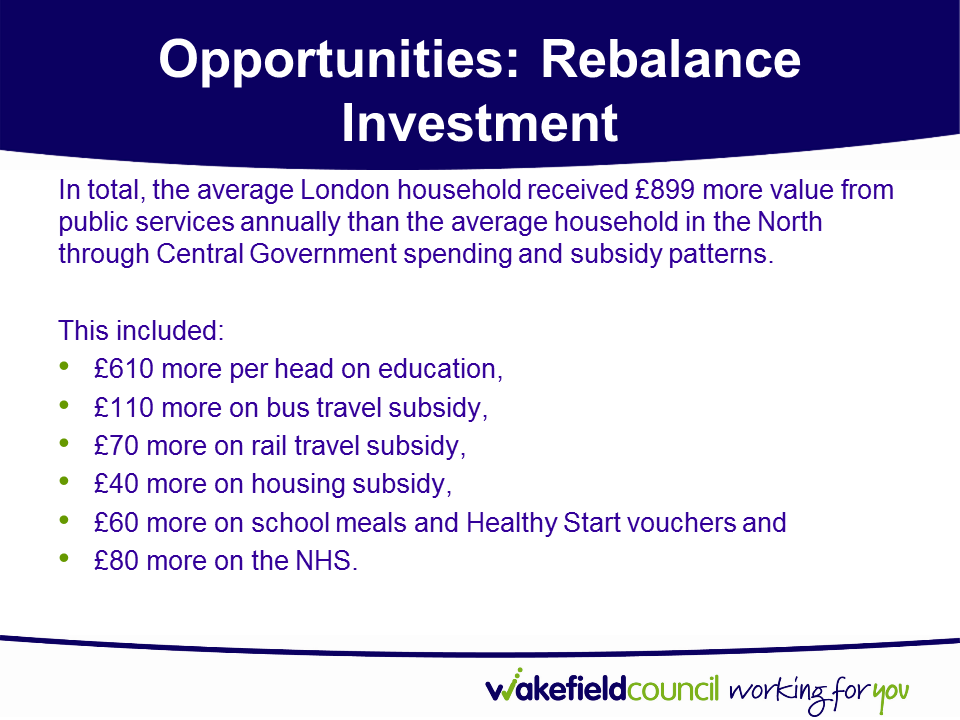 Opportunities: Rebalance
Investment
In total, the average London household received £899 more value from
public services annually than the average household in the North
through Central Government spending and subsidy patterns.
This included:
• £610 more per head on education,
• £110 more on bus travel subsidy,
• £70 more on rail travel subsidy,
• £40 more on housing subsidy,
• £60 more on school meals and Healthy Start vouchers and
• £80 more on the NHS.
wakefieldcouncil working for you